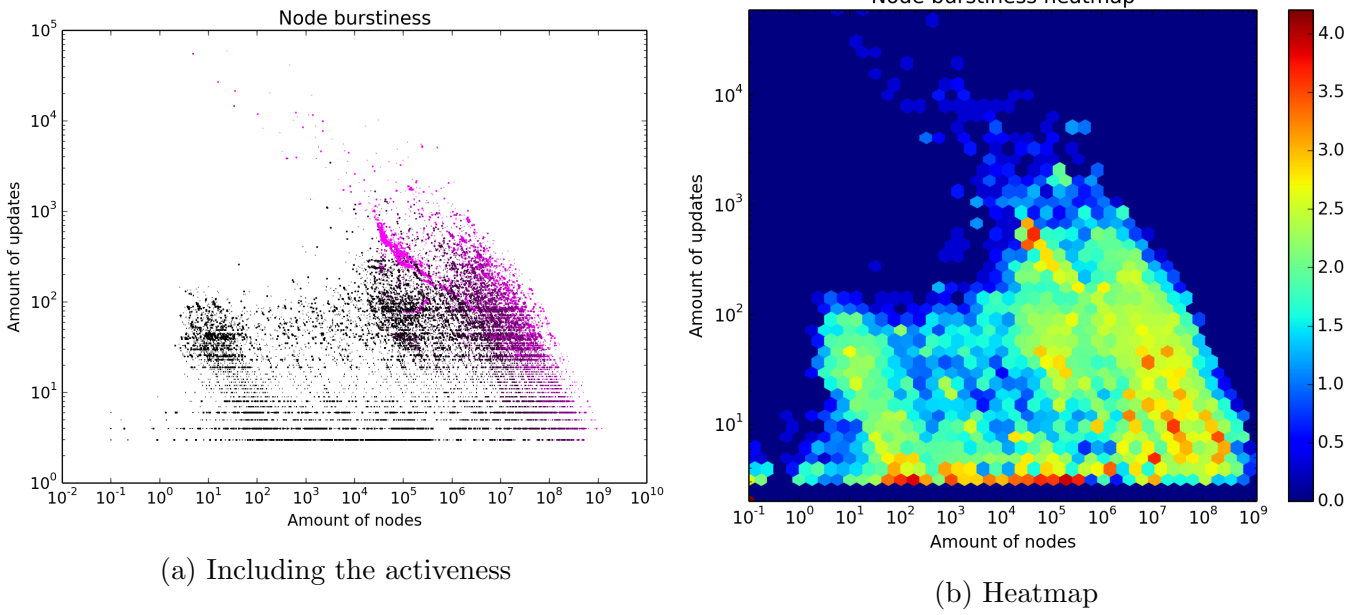 Node burstiness
10^5
10^4
10^3
10^2
10^1
10^0
Amount of updates
10^-2 10^-1 10^0 10^1 10^2 10^3 10^4 10^5 10^6 10^7 10^8 10^9 10^10
Amount of nodes
(a) Including the activeness
Node burstiness heatmap
10^4
10^3
10^2
10^1
Amount of updates
10^-1 10^0 10^1 10^2 10^3 10^4 10^5 10^6 10^7 10^8 10^9
Amount of nodes
4.0
3.5
3.0
2.5
2.0
1.5
1.0
0.5
0.0
(b) Heatmap